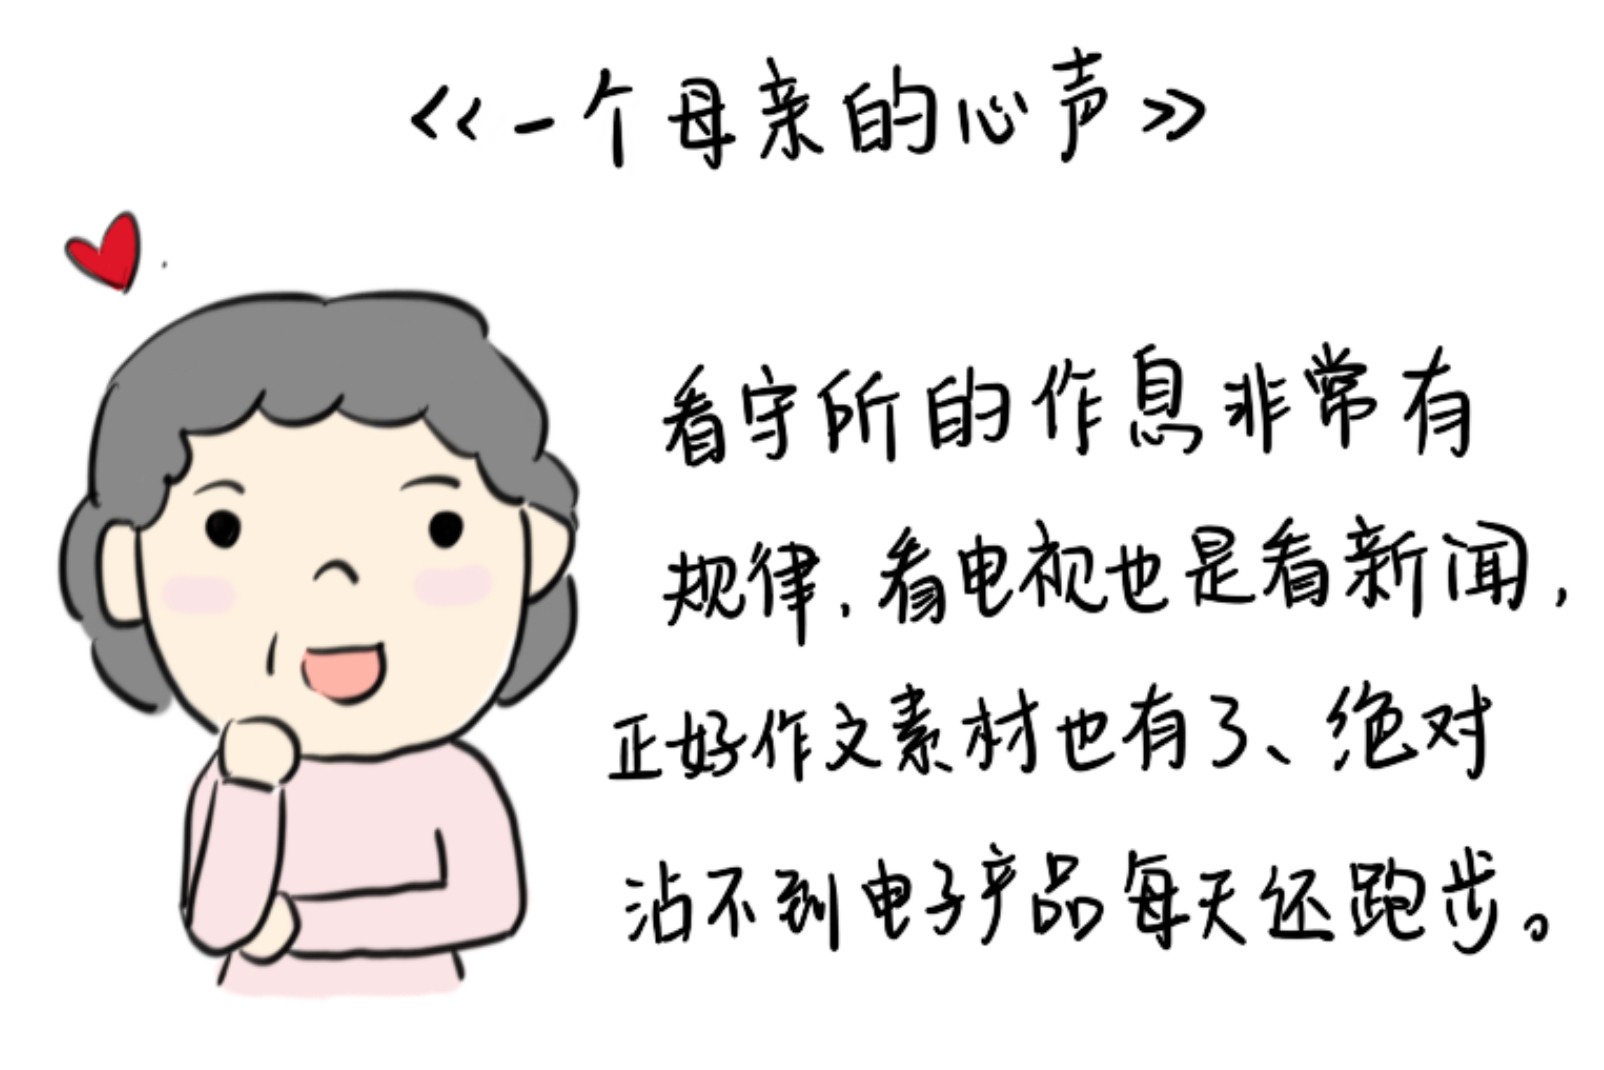 <<一个母亲的心声>>
看守所的作息非常有
规律，看电视也是看新闻，
正好作文素材也有了、绝对
沾不到电子产品每天还跑步。